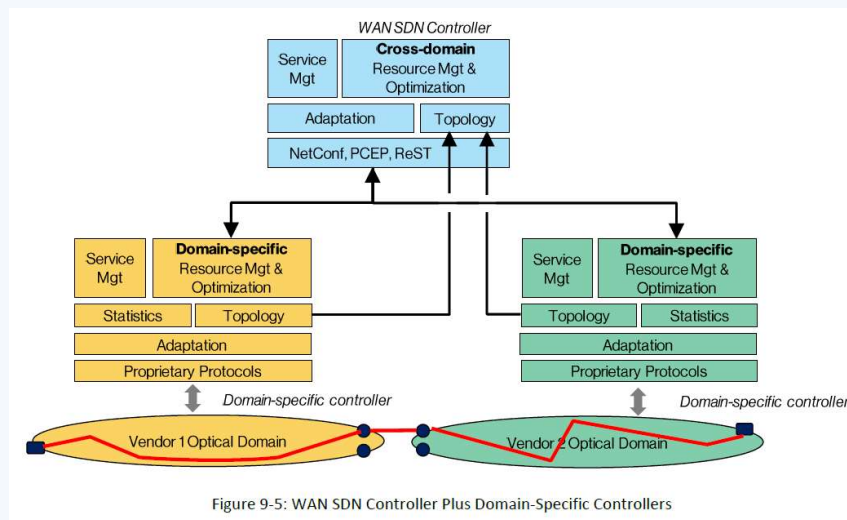 WAN SDN Controller
Service
Mgt
Cross-domain
Resource Mgt &
Optimization
Adaptation
Topology
NetConf, PCEP, ReST
Service
Mgt
Domain-specific
Resource Mgt &
Optimization
Statistics
Topology
Adaptation
Proprietary Protocols
Domain-specific controller
Vendor 1 Optical Domain
Service
Mgt
Domain-specific
Resource Mgt &
Optimization
Topology
Statistics
Adaptation
Proprietary Protocols
Domain-specific controller
Vendor 2 Optical Domain
Figure 9-5: WAN SDN Controller Plus Domain-Specific Controllers